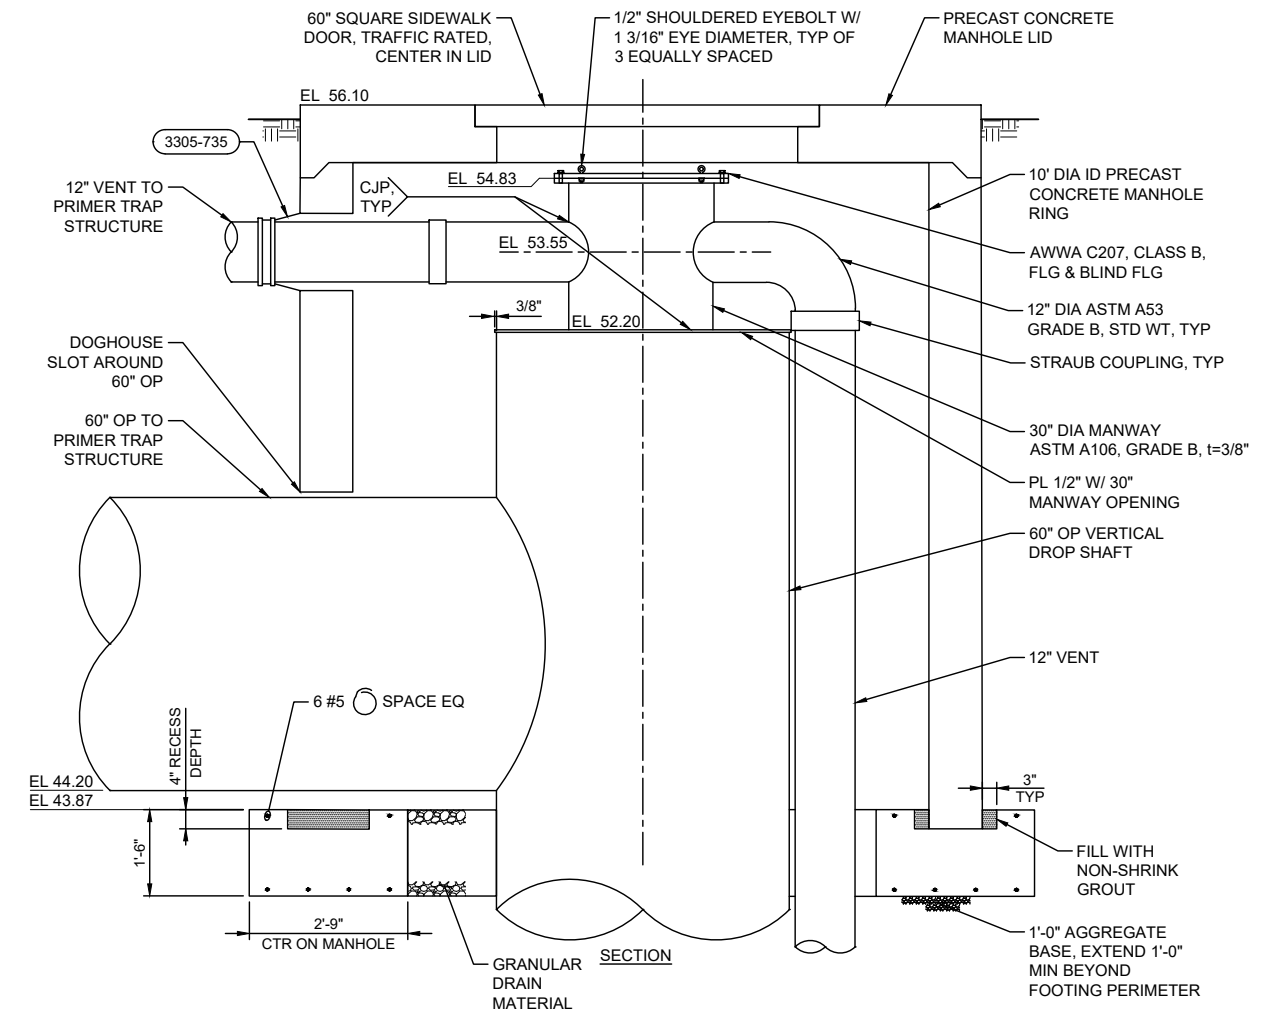 60" SQUARE SIDEWALK
DOOR, TRAFFIC RATED,
CENTER IN LID
1/2" SHOULDERED EYEBOLT W/
1 3/16" EYE DIAMETER, TYP OF
3 EQUALLY SPACED
PRECAST CONCRETE
MANHOLE LID
EL 56.10
3305-735
12" VENT TO
PRIMER TRAP
STRUCTURE
CJP,
TYP
EL 54.83
10' DIA ID PRECAST
CONCRETE MANHOLE
RING
EL 53.55
AWWA C207, CLASS B,
FLG & BLIND FLG
3/8"
EL 52.20
12" DIA ASTM A53
GRADE B, STD WT, TYP
DOGHOUSE
SLOT AROUND
60" OP
STRAUB COUPLING, TYP
60" OP TO
PRIMER TRAP
STRUCTURE
30" DIA MANWAY
ASTM A106, GRADE B, t=3/8"
PL 1/2" W/ 30"
MANWAY OPENING
60" OP VERTICAL
DROP SHAFT
12" VENT
6 #5 SPACE EQ
4" RECESS
DEPTH
EL 44.20
EL 43.87
3"
TYP
1'-6"
FILL WITH
NON-SHRINK
GROUT
2'-9"
CTR ON MANHOLE
GRANULAR
DRAIN
MATERIAL
SECTION
1'-0" AGGREGATE
BASE, EXTEND 1'-0"
MIN BEYOND
FOOTING PERIMETER